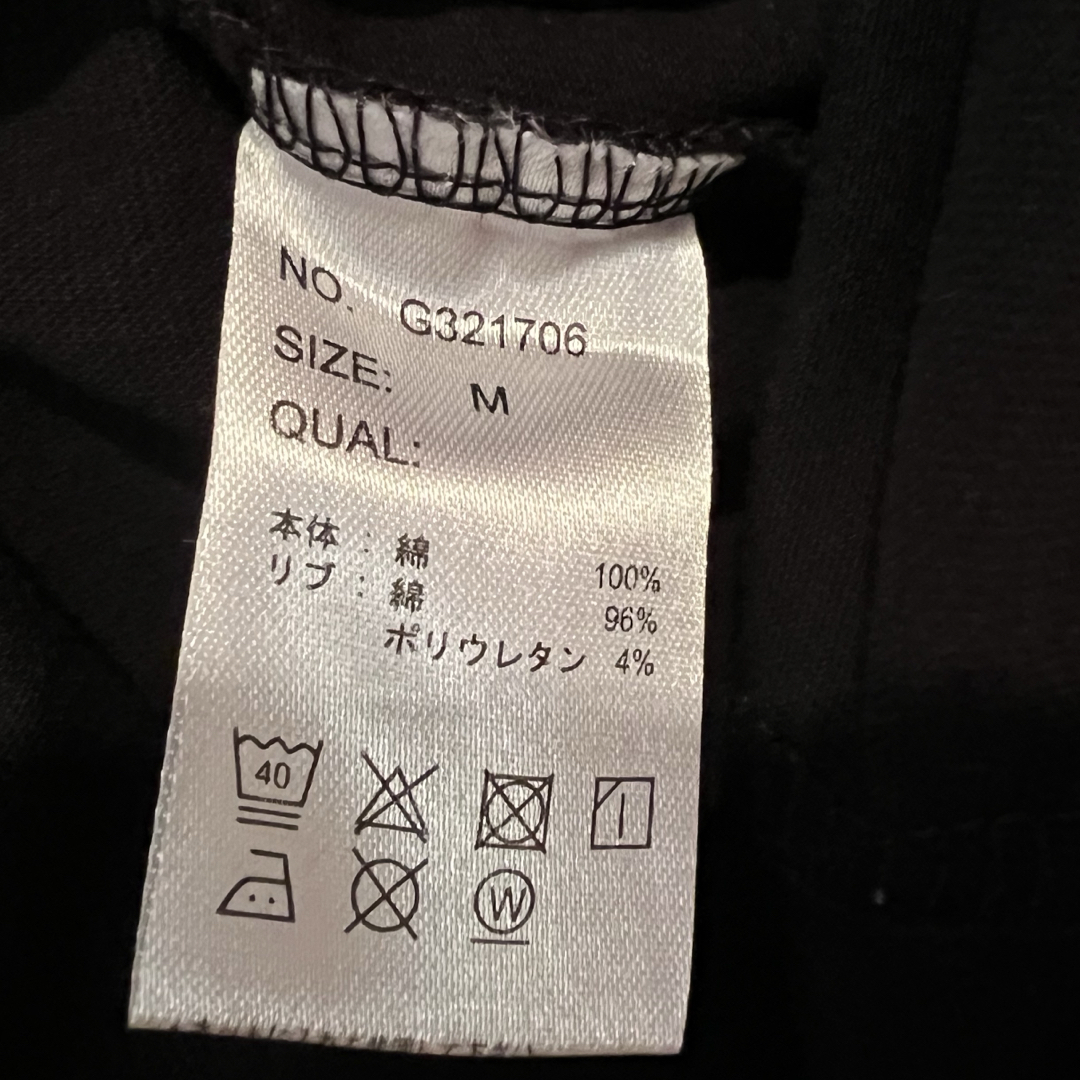 NO. G321706
SIZE: M
QUAL:
本体 : 綿 100%
リブ : 綿 96%
ポリウレタン 4%
40
W